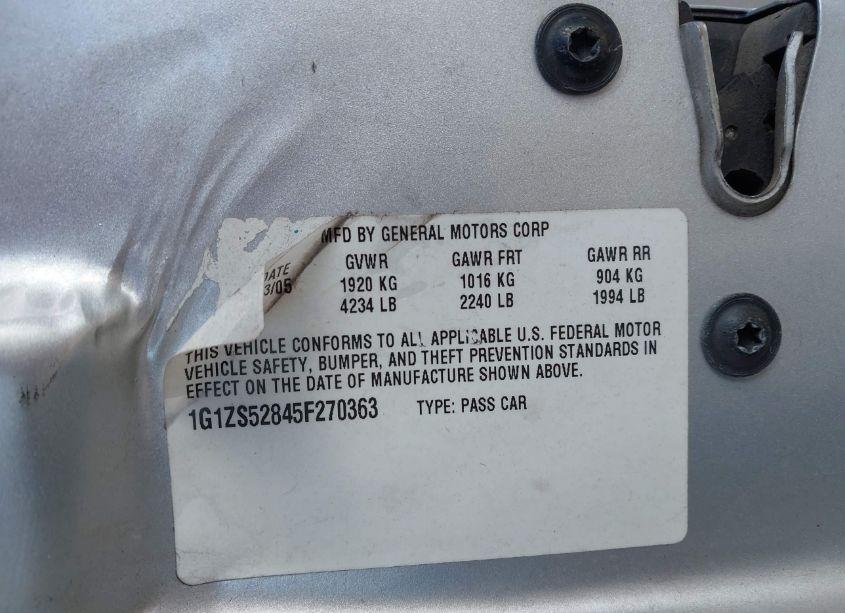 MFD BY GENERAL MOTORS CORP
DATE GVWR GAWR FRT GAWR RR
3/05 1920 KG 1016 KG 904 KG
4234 LB 2240 LB 1994 LB
THIS VEHICLE CONFORMS TO ALL APPLICABLE U.S. FEDERAL MOTOR
VEHICLE SAFETY, BUMPER, AND THEFT PREVENTION STANDARDS IN
EFFECT ON THE DATE OF MANUFACTURE SHOWN ABOVE.
1G1ZS52845F270363 TYPE: PASS CAR